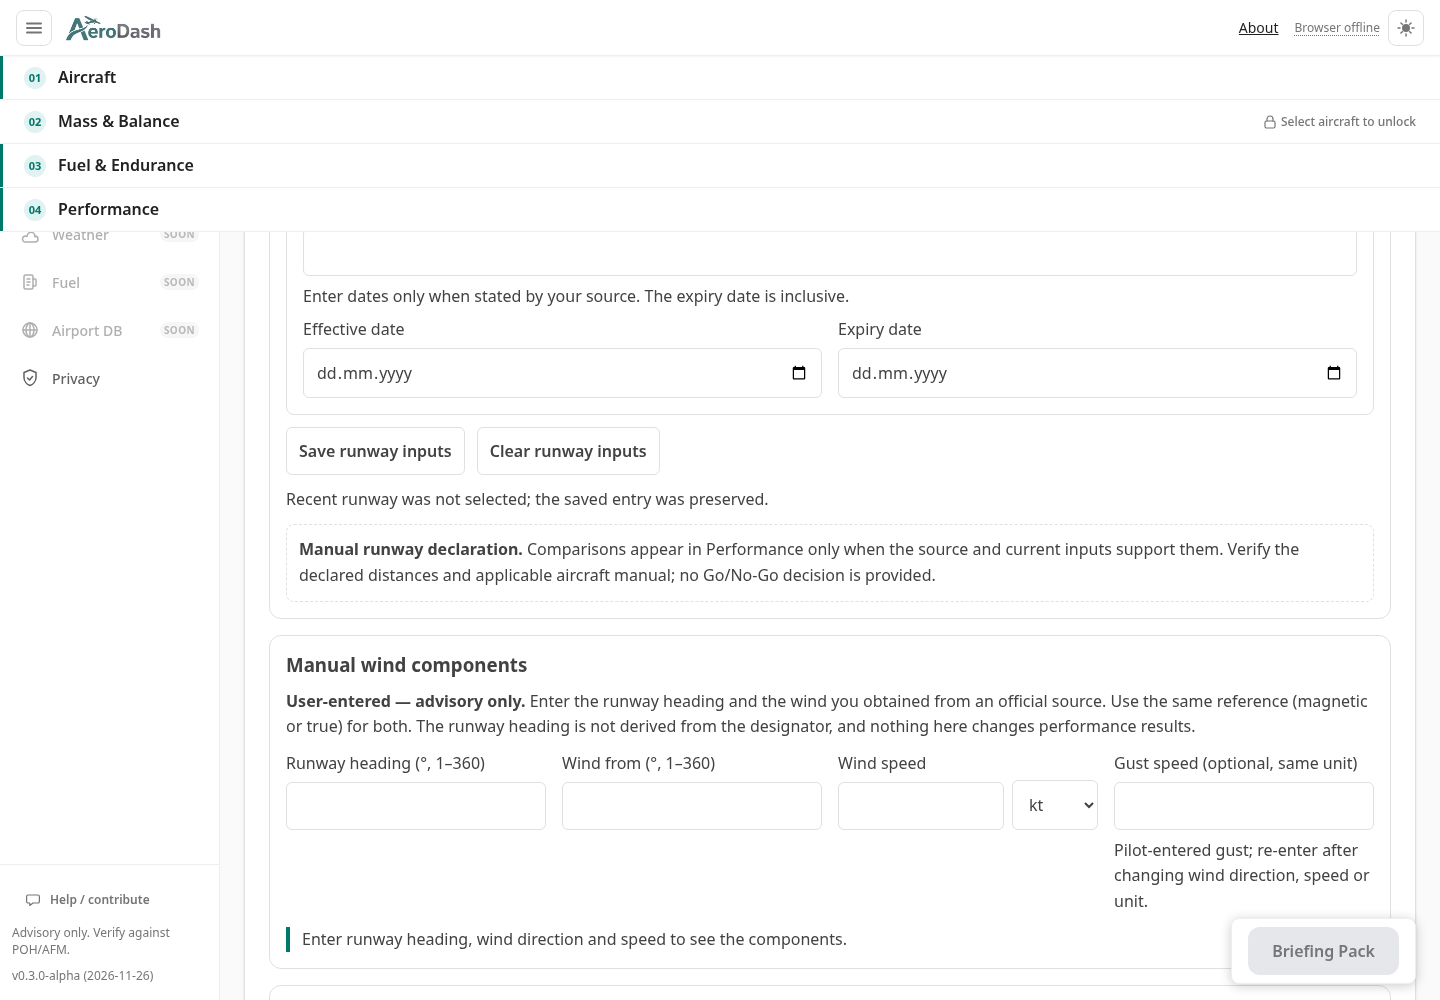 AeroDash
About
Browser offline
01 Aircraft
02 Mass & Balance
Select aircraft to unlock
03 Fuel & Endurance
04 Performance
Weather SOON
Fuel SOON
Airport DB SOON
Privacy
Enter dates only when stated by your source. The expiry date is inclusive.
Effective date
Expiry date
dd.mm.yyyy
dd.mm.yyyy
Save runway inputs
Clear runway inputs
Recent runway was not selected; the saved entry was preserved.
Manual runway declaration. Comparisons appear in Performance only when the source and current inputs support them. Verify the
declared distances and applicable aircraft manual; no Go/No-Go decision is provided.
Manual wind components
User-entered — advisory only. Enter the runway heading and the wind you obtained from an official source. Use the same reference (magnetic
or true) for both. The runway heading is not derived from the designator, and nothing here changes performance results.
Runway heading (°, 1–360)
Wind from (°, 1–360)
Wind speed
Gust speed (optional, same unit)
kt
Pilot-entered gust; re-enter after
changing wind direction, speed or
unit.
Enter runway heading, wind direction and speed to see the components.
Briefing Pack
Help / contribute
Advisory only. Verify against
POH/AFM.
v0.3.0-alpha (2026-11-26)